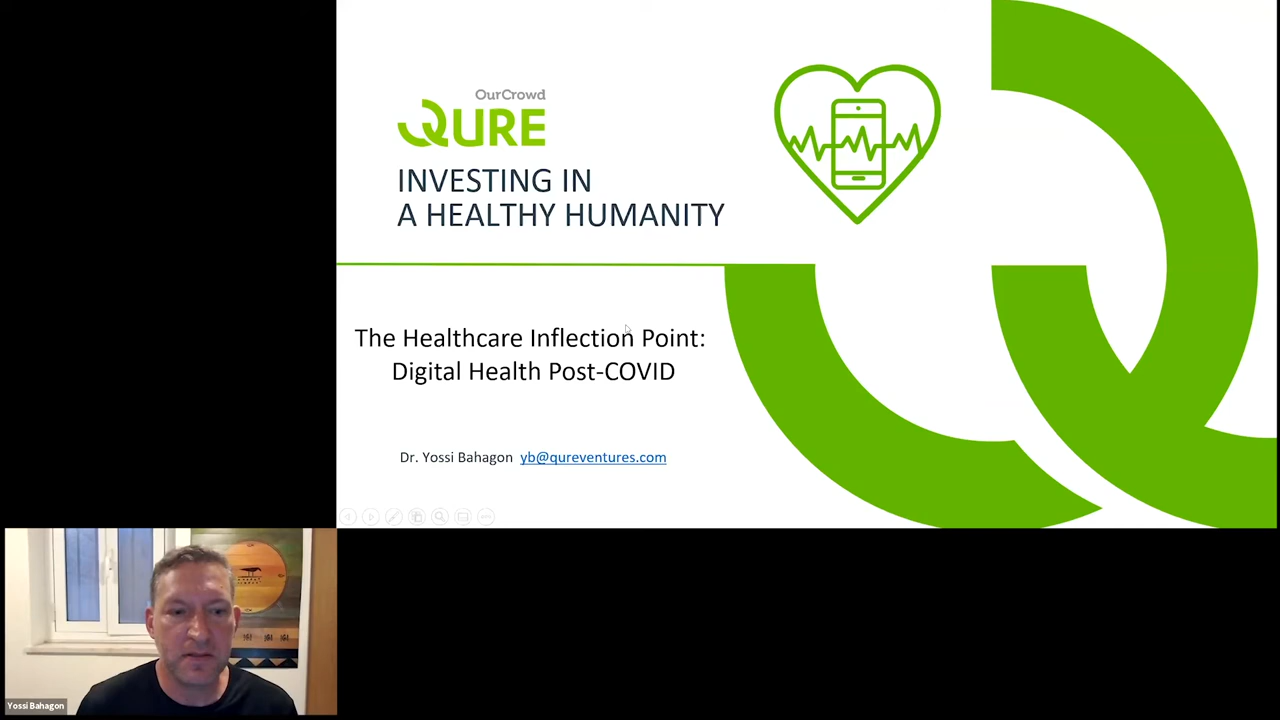 OurCrowd
QURE
INVESTING IN
A HEALTHY HUMANITY
The Healthcare Inflection Point:
Digital Health Post-COVID
Dr. Yossi Bahagon yb@qureventures.com
Yossi Bahagon